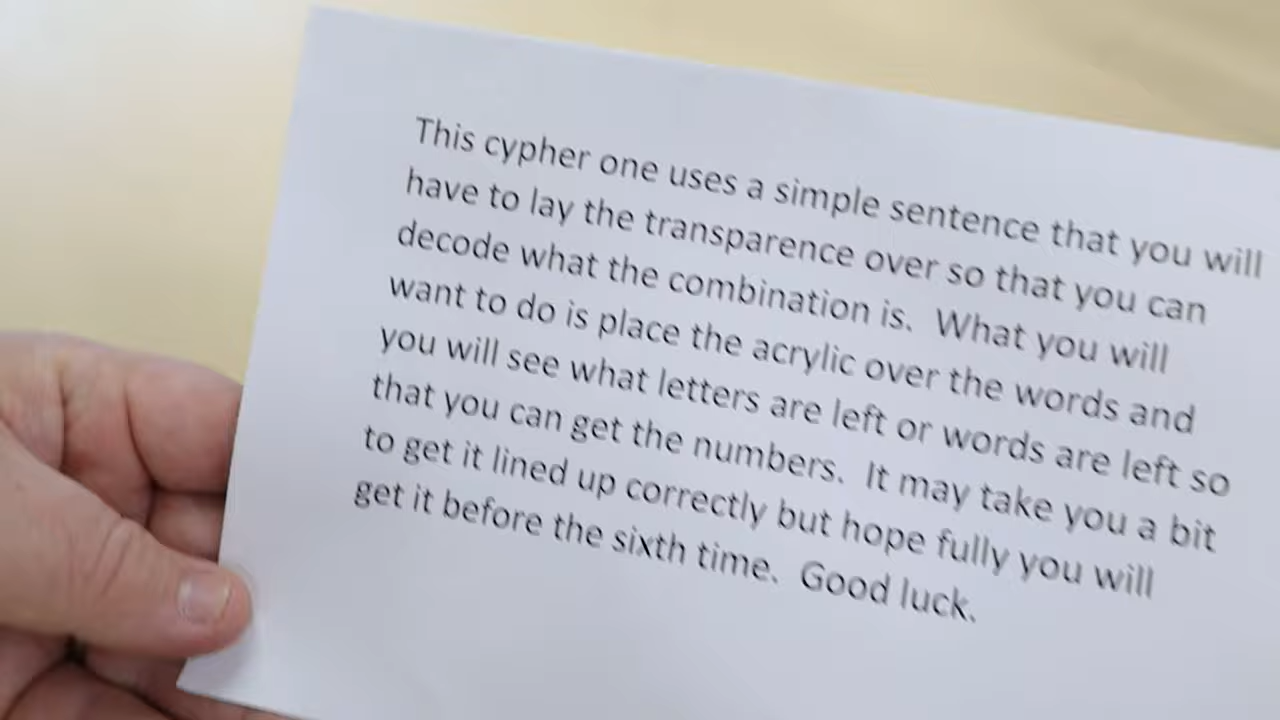 This cypher one uses a simple sentence that you will
have to lay the transparence over so that you can
decode what the combination is. What you will
want to do is place the acrylic over the words and
you will see what letters are left or words are left so
that you can get the numbers. It may take you a bit
to get it lined up correctly but hope fully you will
get it before the sixth time. Good luck.